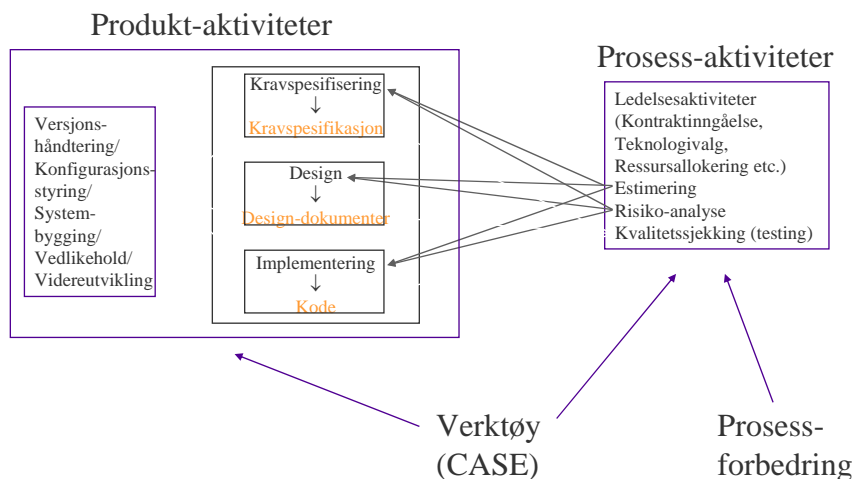 Produkt-aktiviteter
Versjons-
håndtering/
Konfigurasjons-
styring/
System-
bygging/
Vedlikehold/
Videreutvikling
Kravspesifisering
↓
Kravspesifikasjon
Design
↓
Design-dokumenter
Implementering
↓
Kode
Prosess-aktiviteter
Ledelsesaktiviteter
(Kontraktinngåelse,
Teknologivalg,
Ressursallokering etc.)
Estimering
Risiko-analyse
Kvalitetssjekking (testing)
Verktøy
(CASE)
Prosess-
forbedring